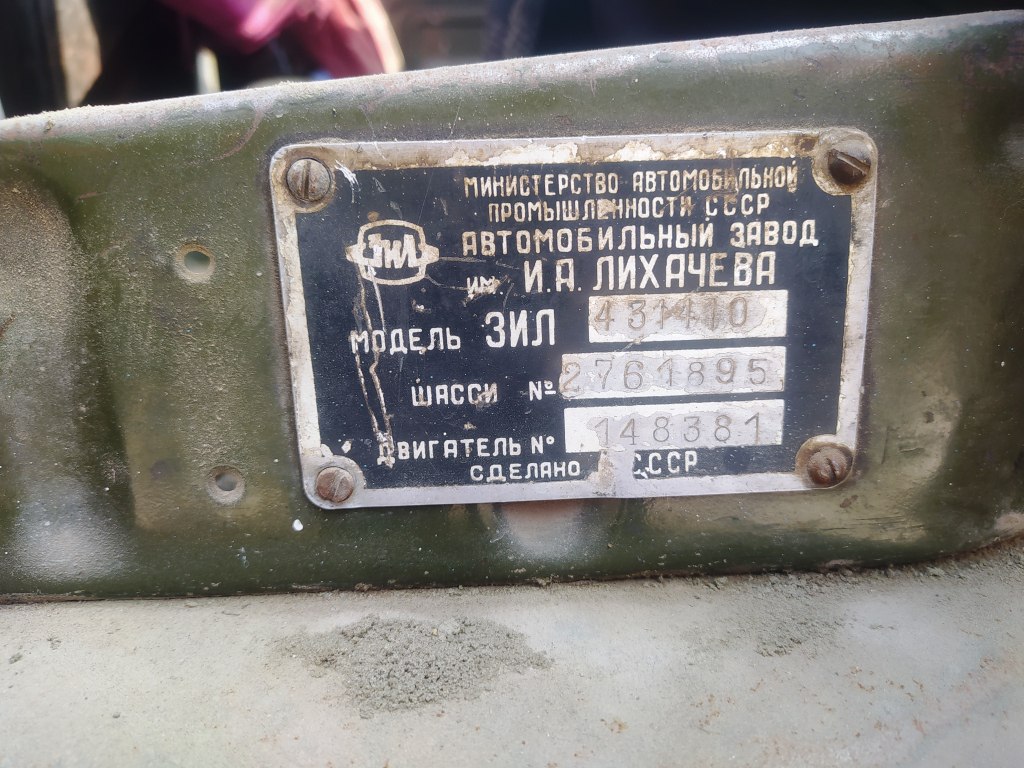 МИНИСТЕРСТВО АВТОМОБИЛЬНОЙ
ПРОМЫШЛЕННОСТИ СССР
ЗИЛ
АВТОМОБИЛЬНЫЙ ЗАВОД
ИМ. И.А. ЛИХАЧЕВА
МОДЕЛЬ ЗИЛ 431410
ШАССИ № 2761895
ДВИГАТЕЛЬ № 148381
СДЕЛАНО СССР